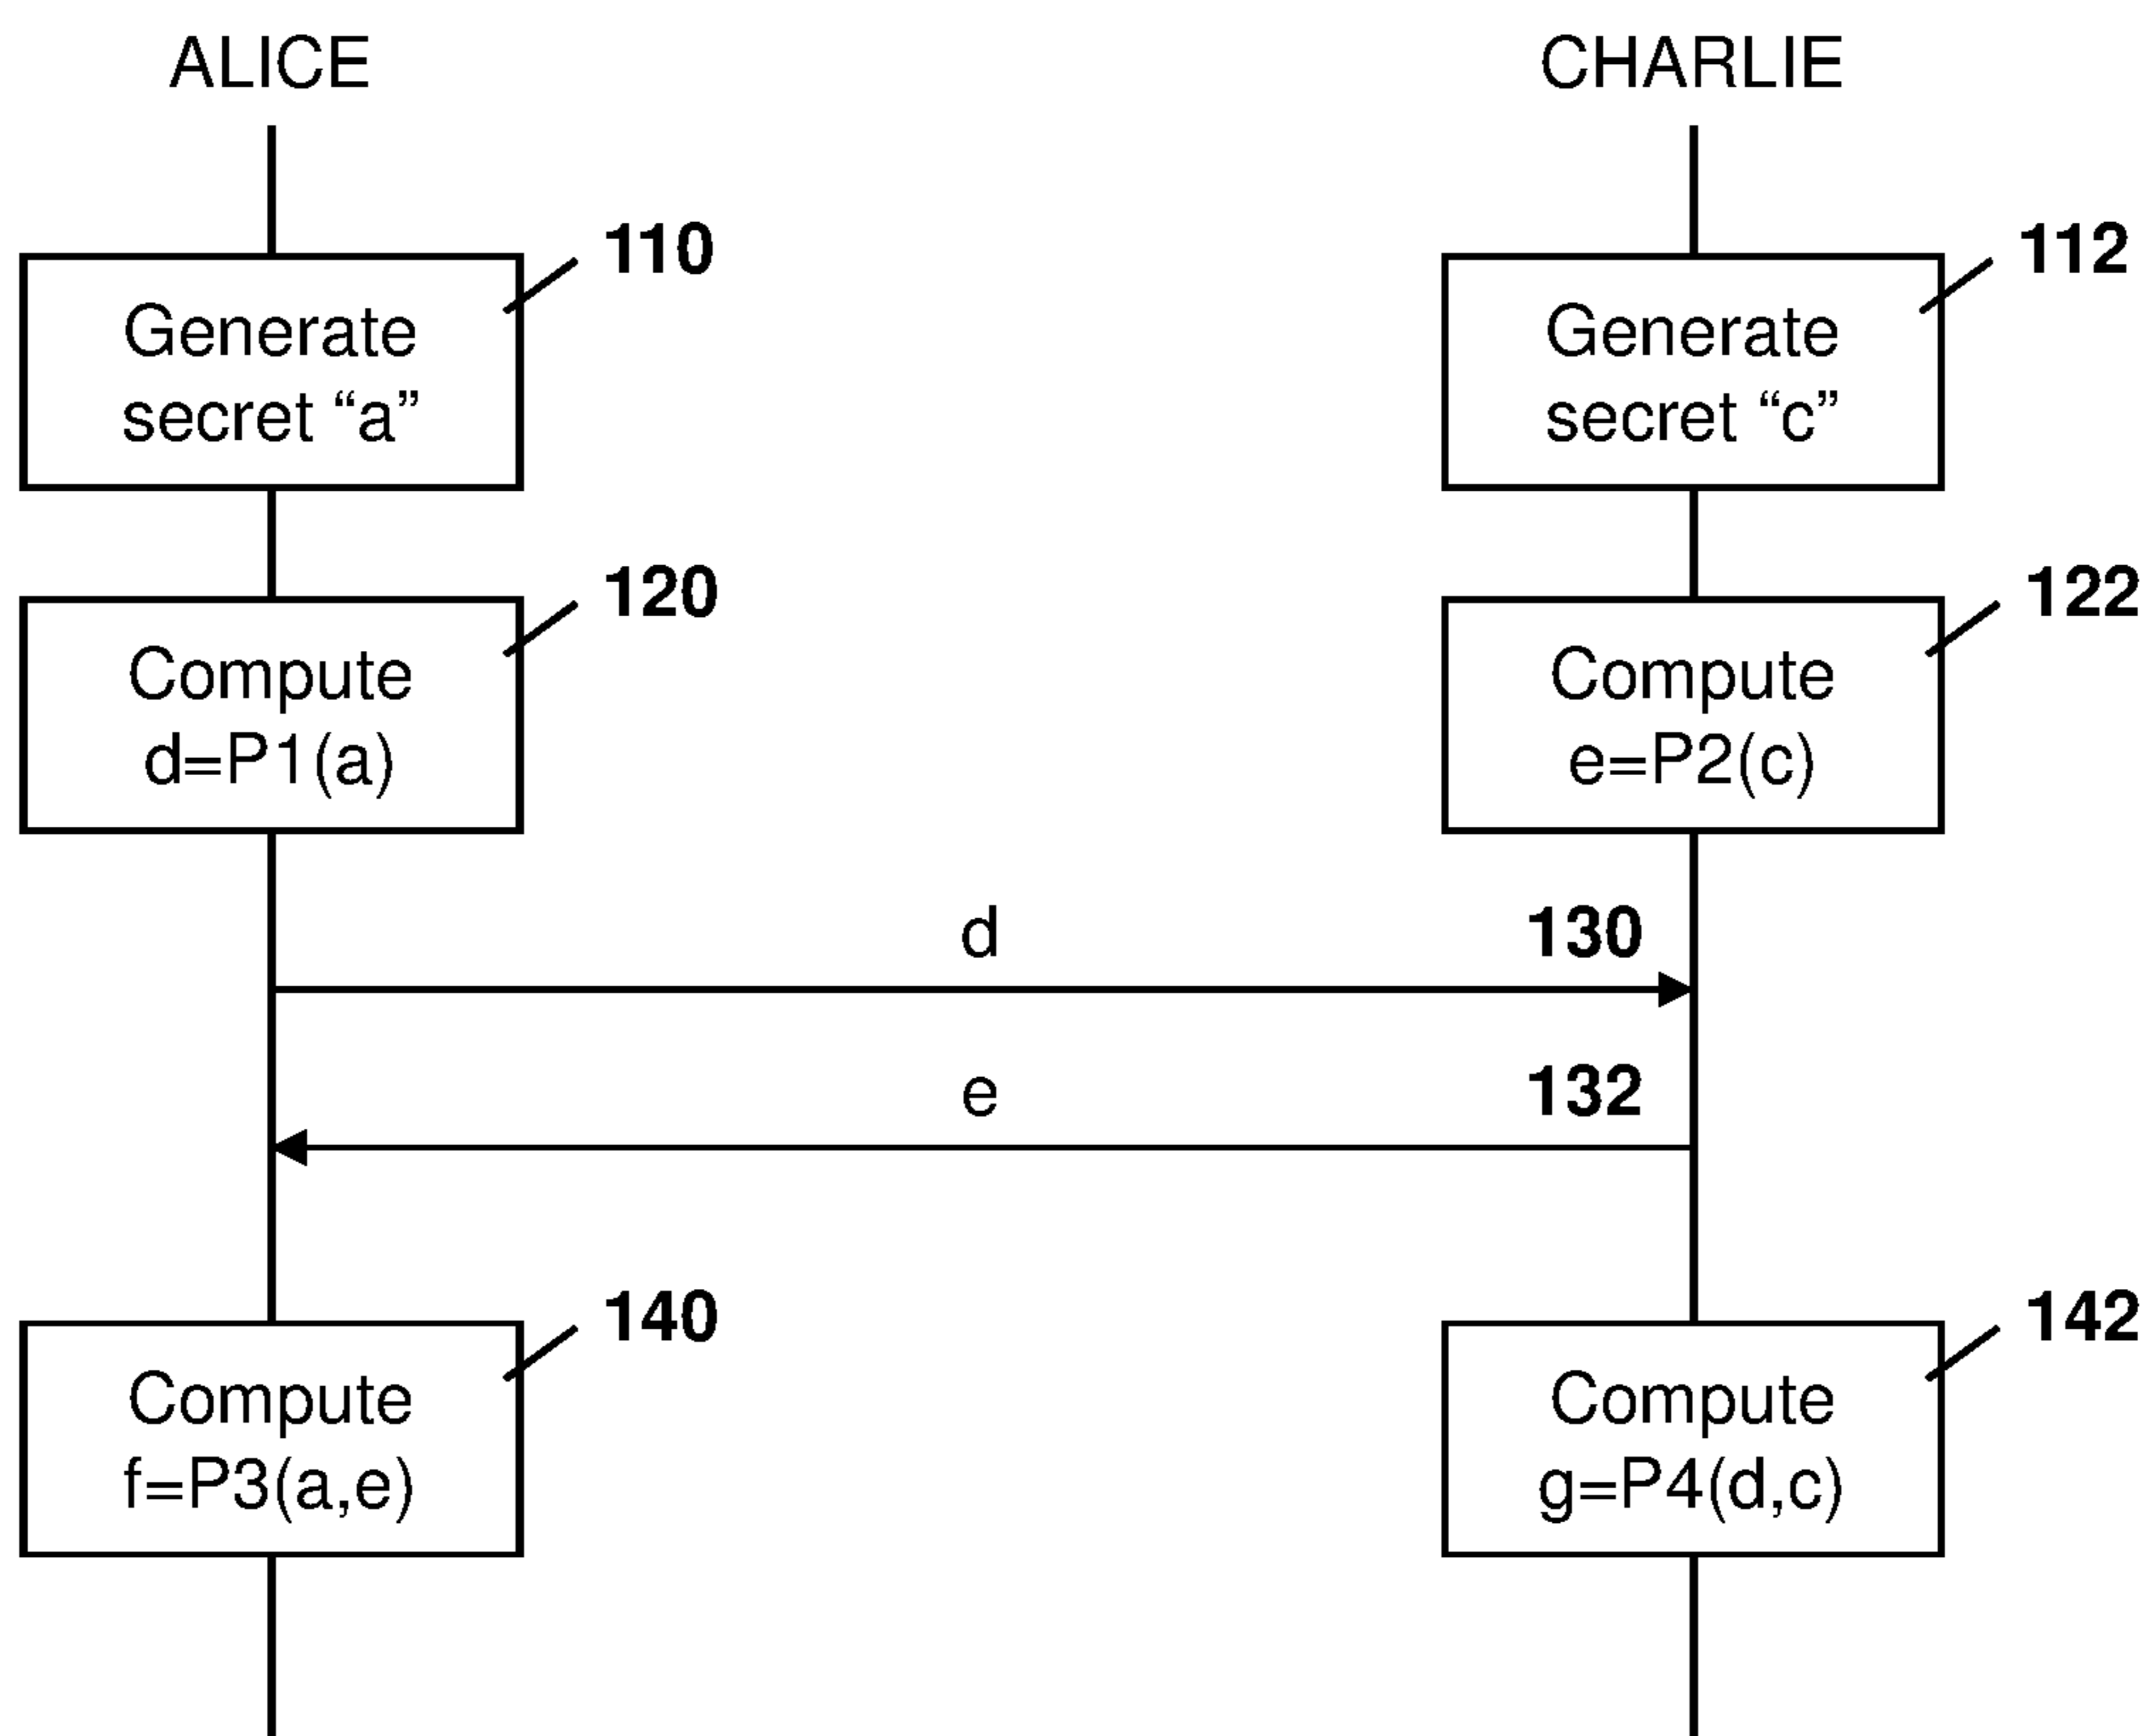 ALICE
CHARLIE
110
112
Generate
secret “a”
Generate
secret “c”
120
122
Compute
d=P1(a)
Compute
e=P2(c)
d
130
e
132
140
142
Compute
f=P3(a,e)
Compute
g=P4(d,c)